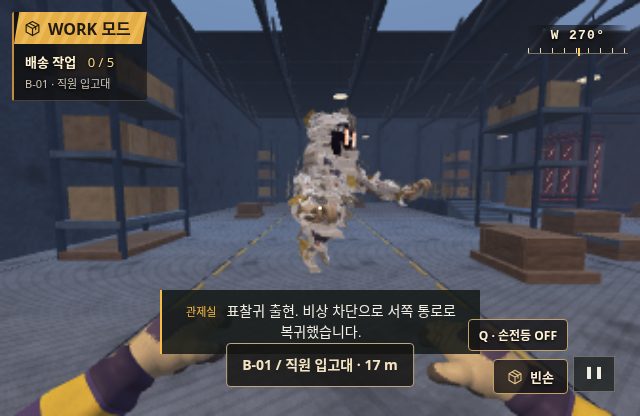 WORK 모드
W 270°
배송 작업 0 / 5
B-01 · 직원 입고대
관제실 표찰귀 출현. 비상 차단으로 서쪽 통로로
복귀했습니다.
Q · 손전등 OFF
B-01 / 직원 입고대 · 17 m
빈손